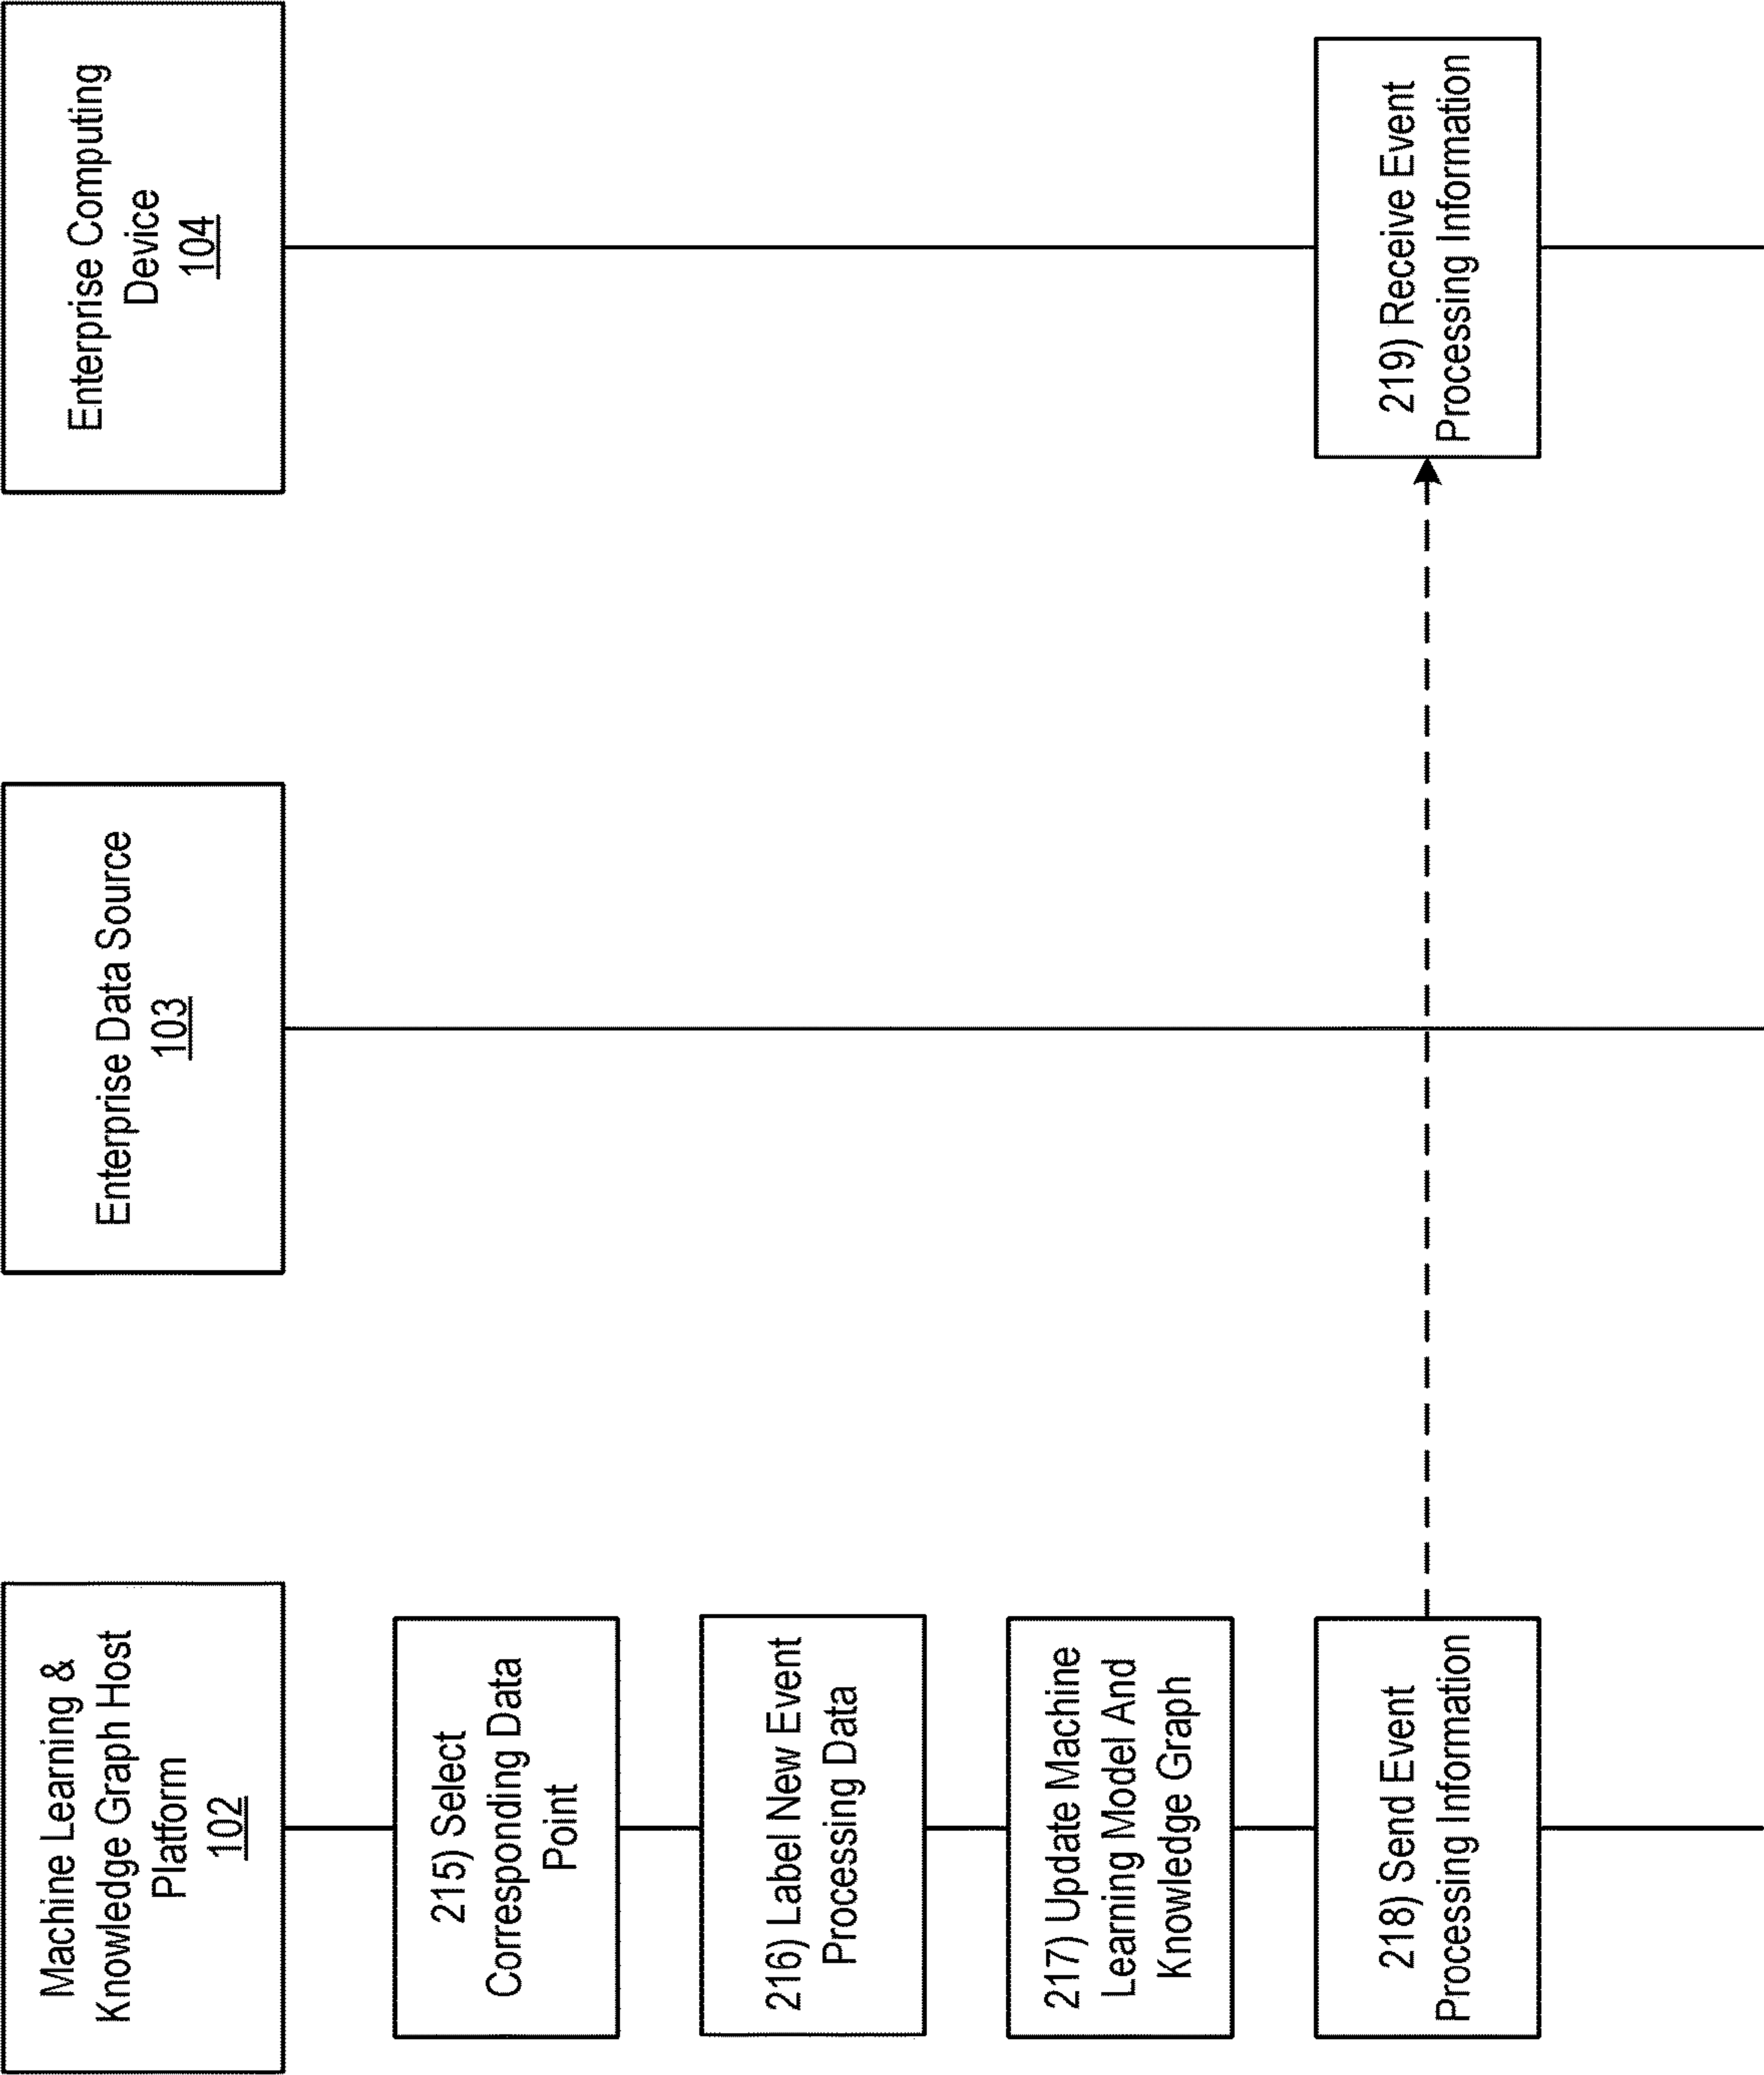 Machine Learning &
Knowledge Graph Host
Platform
102
Enterprise Data Source
103
Enterprise Computing
Device
104
215) Select
Corresponding Data
Point
216) Label New Event
Processing Data
217) Update Machine
Learning Model And
Knowledge Graph
218) Send Event
Processing Information
219) Receive Event
Processing Information